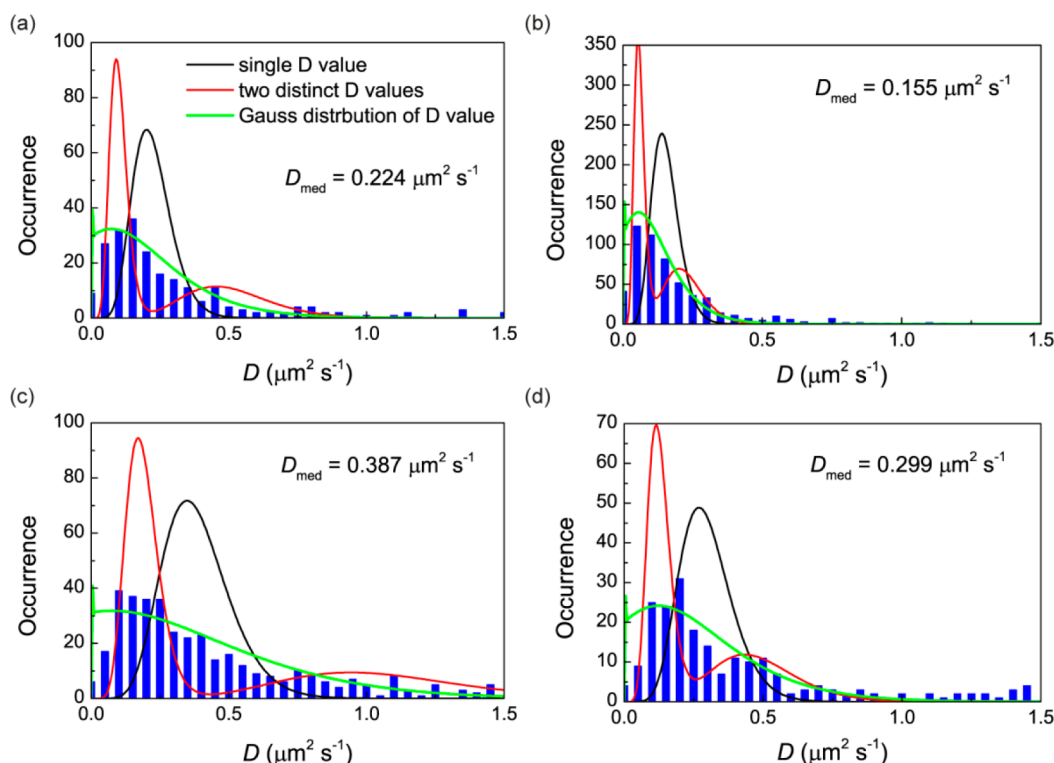 (a)
100
80
60
40
20
0
Occurrence
single D value
two distinct D values
Gauss distrbution of D value
D_med = 0.224 μm² s⁻¹
0.0 0.5 1.0 1.5
D (μm² s⁻¹)
(b)
350
300
250
200
150
100
50
0
Occurrence
D_med = 0.155 μm² s⁻¹
0.0 0.5 1.0 1.5
D (μm² s⁻¹)
(c)
100
80
60
40
20
0
Occurrence
D_med = 0.387 μm² s⁻¹
0.0 0.5 1.0 1.5
D (μm² s⁻¹)
(d)
70
60
50
40
30
20
10
0
Occurrence
D_med = 0.299 μm² s⁻¹
0.0 0.5 1.0 1.5
D (μm² s⁻¹)